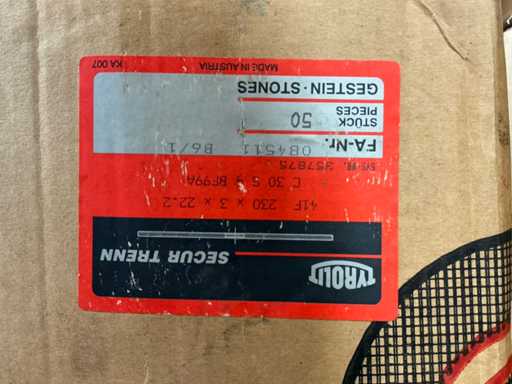 TYROLIT
SECUR TRENN
41F 230 x 3 x 22.2
C 30 S 9 BF99A
357875
FA-Nr. 084511 86/1
STÜCK
PIECES 50
GESTEIN · STONES
MADE IN AUSTRIA
KA 007